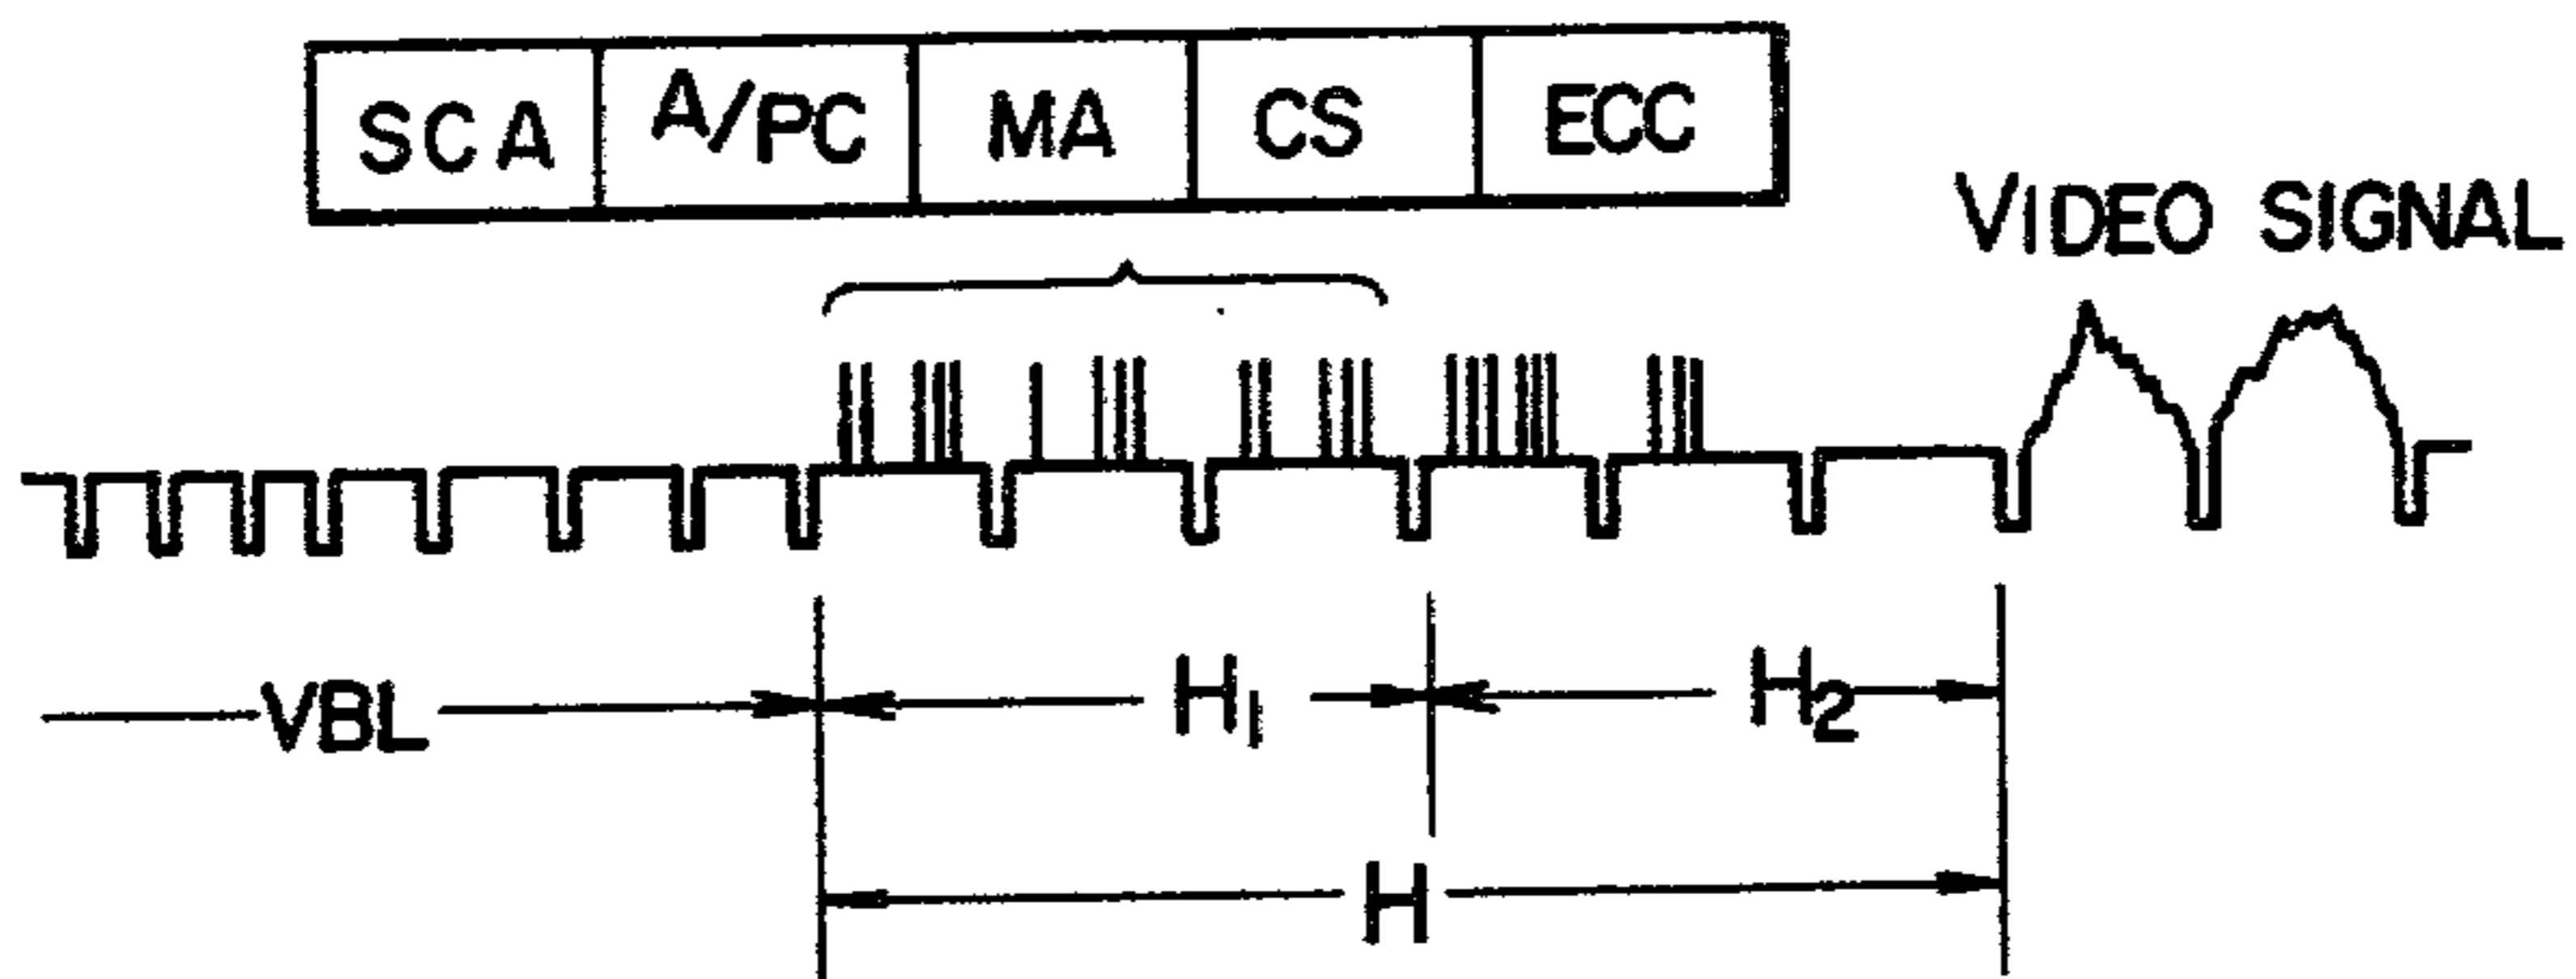 SCA A/PC MA CS ECC
VIDEO SIGNAL
VBL H₁ H₂
H